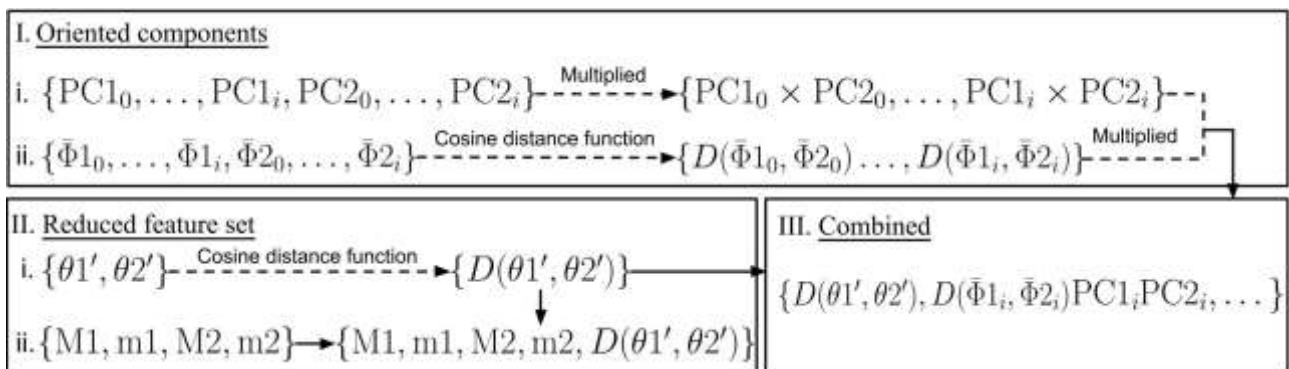 I. Oriented components
i. {PC1₀, . . . , PC1ᵢ, PC2₀, . . . , PC2ᵢ} Multiplied {PC1₀ × PC2₀, . . . , PC1ᵢ × PC2ᵢ}
ii. {Φ̄1₀, . . . , Φ̄1ᵢ, Φ̄2₀, . . . , Φ̄2ᵢ} Cosine distance function {D(Φ̄1₀, Φ̄2₀) . . . , D(Φ̄1ᵢ, Φ̄2ᵢ)} Multiplied
II. Reduced feature set
i. {θ1′, θ2′} Cosine distance function {D(θ1′, θ2′)}
ii. {M1, m1, M2, m2} {M1, m1, M2, m2, D(θ1′, θ2′)}
III. Combined
{D(θ1′, θ2′), D(Φ̄1ᵢ, Φ̄2ᵢ)PC1ᵢPC2ᵢ, . . . }